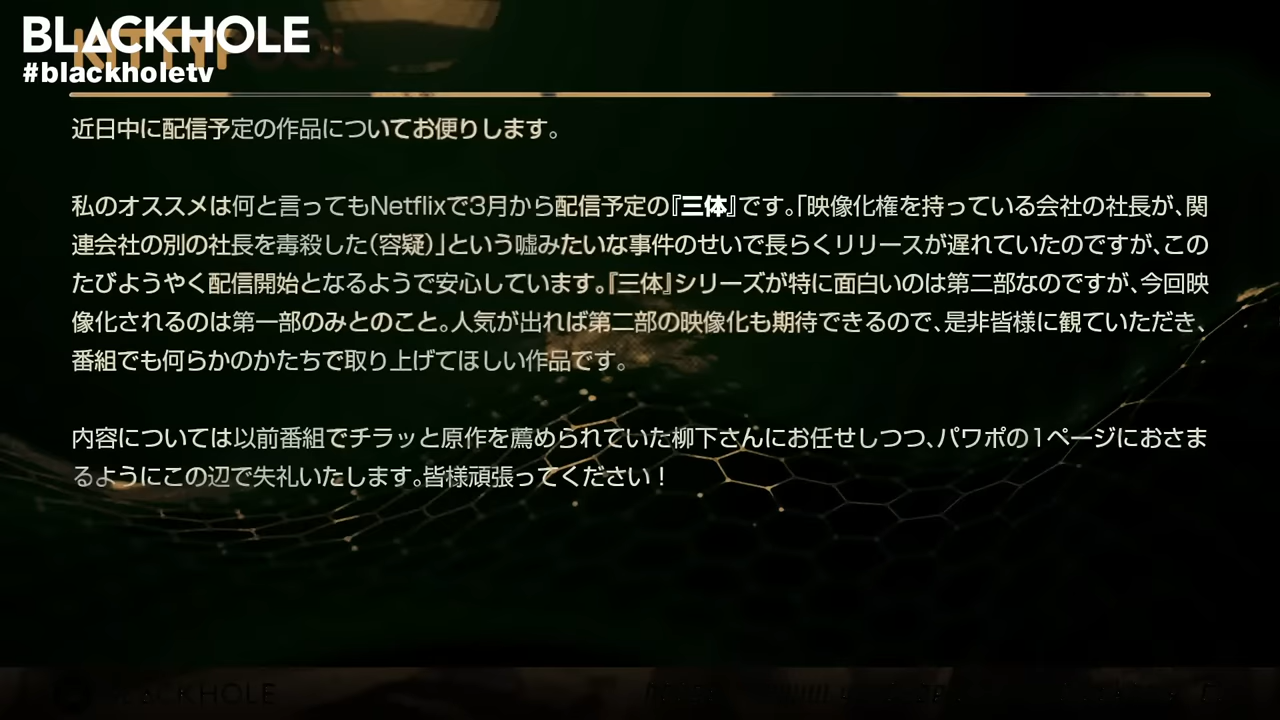 BLACKHOLE
KITTYPOOL
#blackholetv
近日中に配信予定の作品についてお便りします。
私のオススメは何と言ってもNetflixで3月から配信予定の『三体』です。「映像化権を持っている会社の社長が、関
連会社の別の社長を毒殺した（容疑）」という嘘みたいな事件のせいで長らくリリースが遅れていたのですが、この
たびようやく配信開始となるようで安心しています。『三体』シリーズが特に面白いのは第二部なのですが、今回映
像化されるのは第一部のみとのこと。人気が出れば第二部の映像化も期待できるので、是非皆様に観ていただき、
番組でも何らかのかたちで取り上げてほしい作品です。
内容については以前番組でチラッと原作を薦められていた柳下さんにお任せしつつ、パワポの1ページにおさま
るようにこの辺で失礼いたします。皆様頑張ってください！
BLACKHOLE